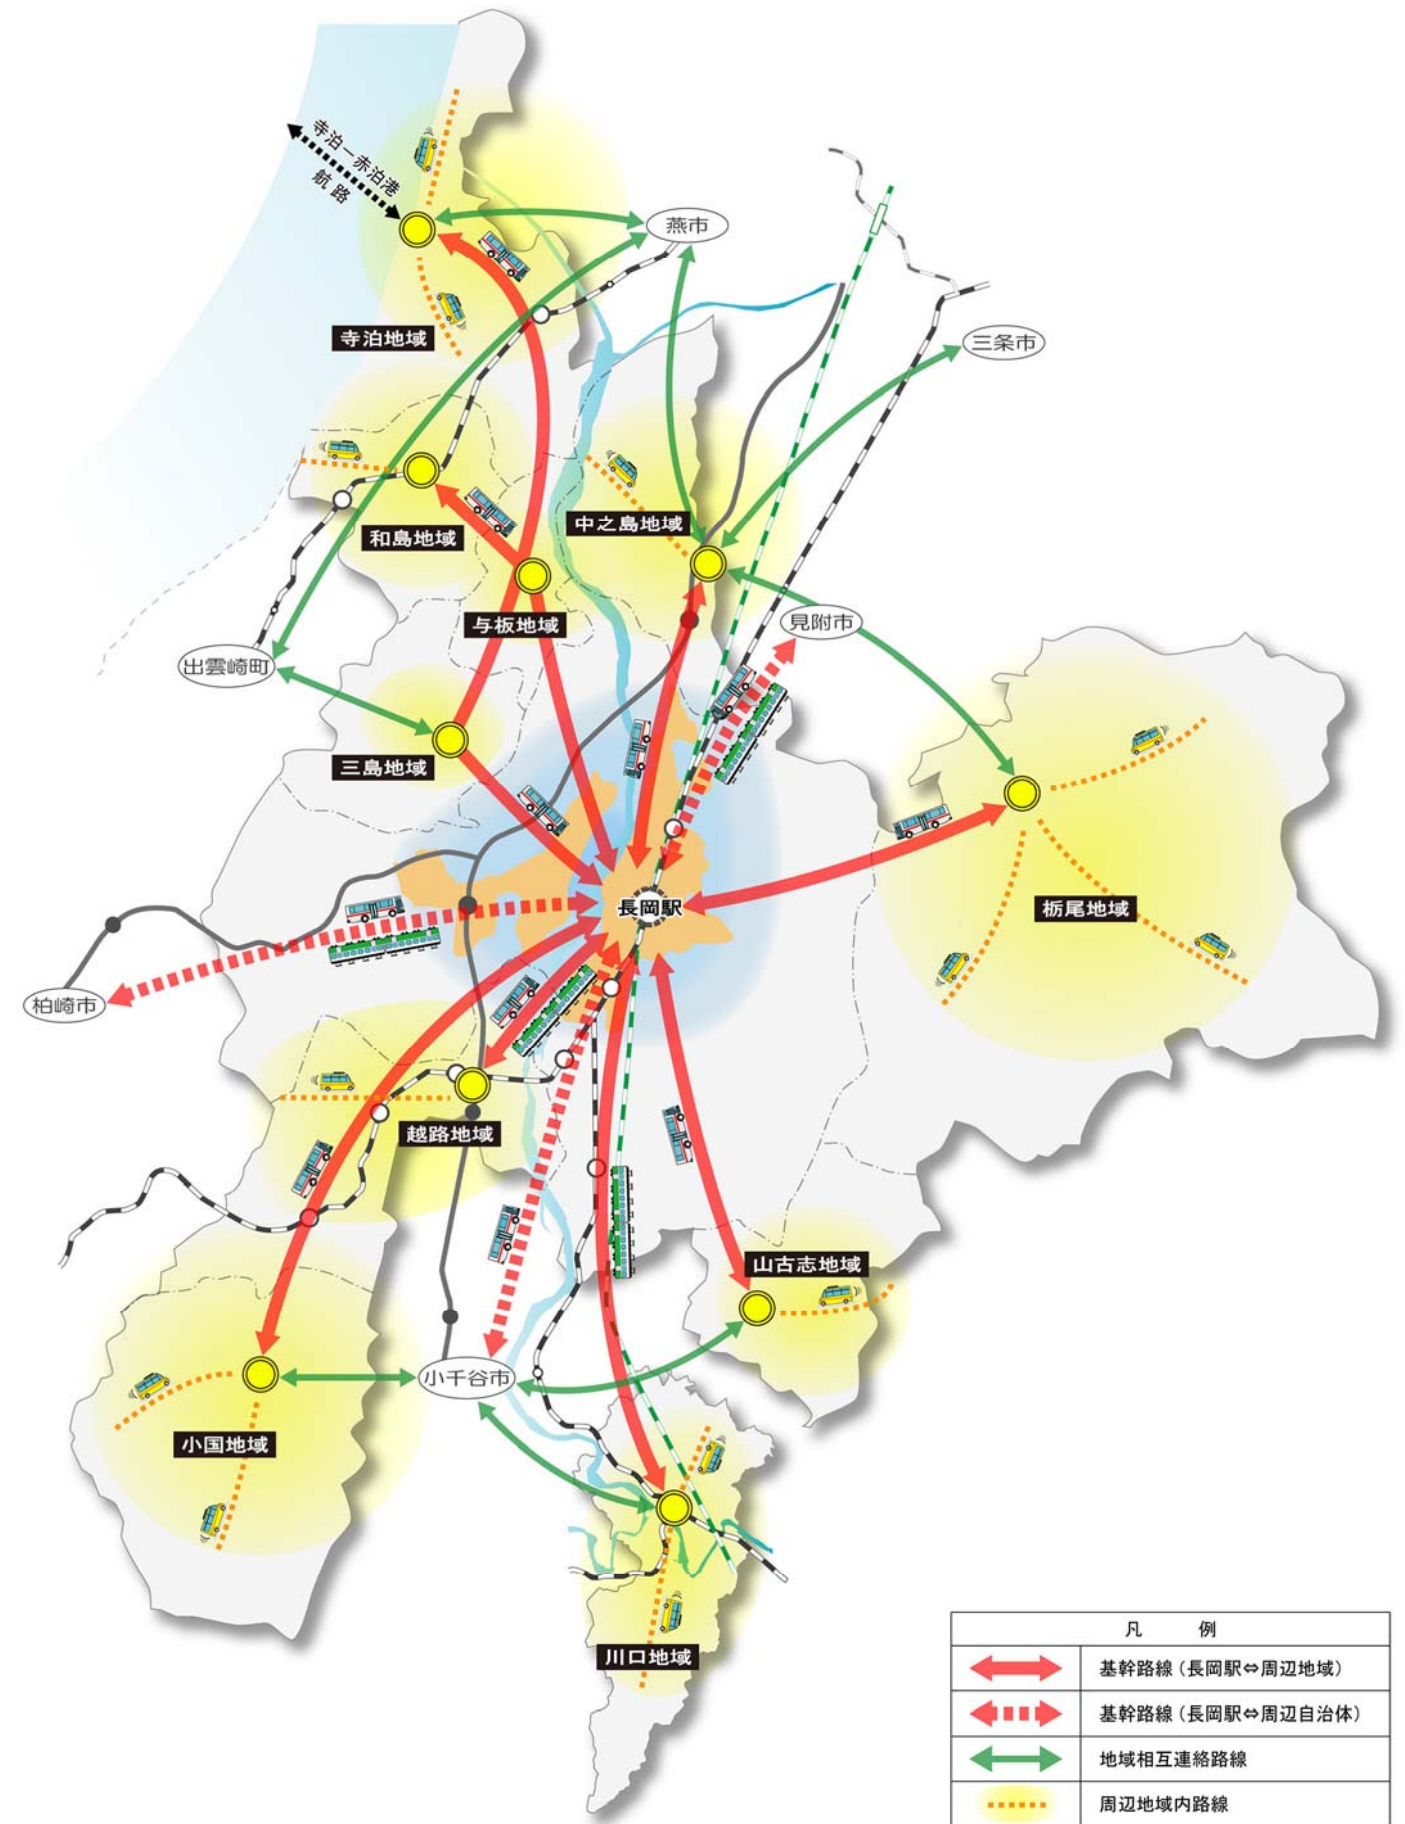 寺泊－赤泊港
航路
燕市
寺泊地域
三条市
和島地域
中之島地域
与板地域
見附市
出雲崎町
三島地域
長岡駅
栃尾地域
柏崎市
越路地域
山古志地域
小千谷市
小国地域
川口地域
凡　例
基幹路線（長岡駅⇔周辺地域）
基幹路線（長岡駅⇔周辺自治体）
地域相互連絡路線
周辺地域内路線